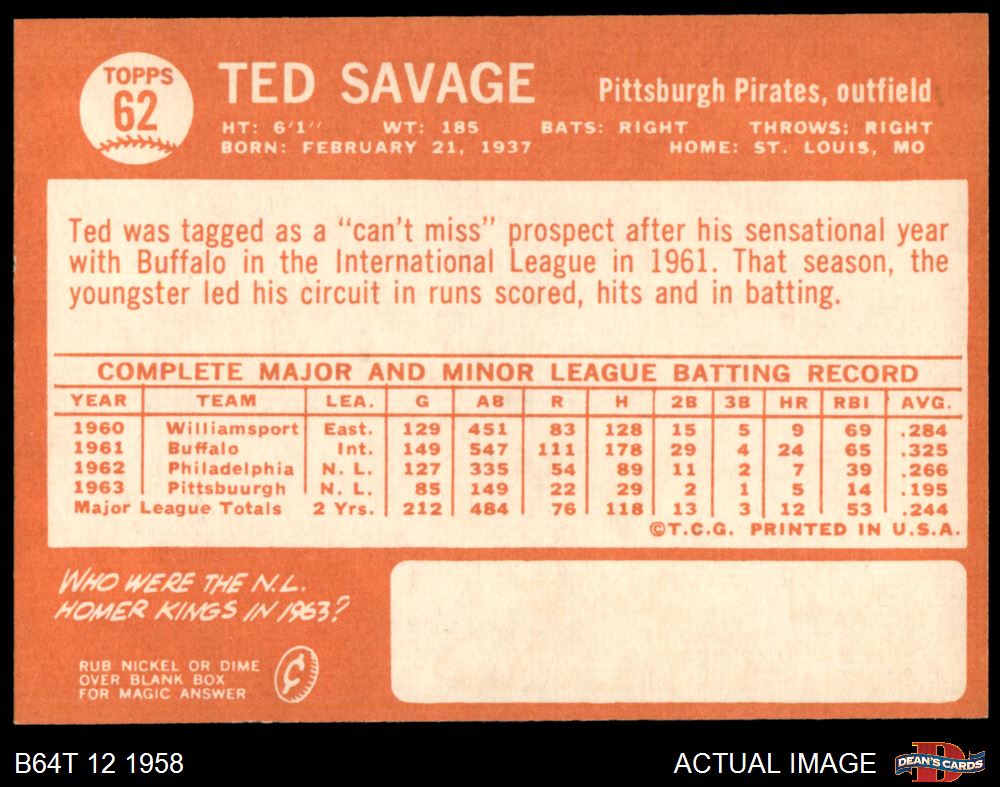 TOPPS
62
TED SAVAGE
Pittsburgh Pirates, outfield
HT: 6'1" WT: 185 BATS: RIGHT THROWS: RIGHT
BORN: FEBRUARY 21, 1937 HOME: ST. LOUIS, MO
Ted was tagged as a "can't miss" prospect after his sensational year
with Buffalo in the International League in 1961. That season, the
youngster led his circuit in runs scored, hits and in batting.
COMPLETE MAJOR AND MINOR LEAGUE BATTING RECORD
YEAR TEAM LEA. G AB R H 2B 3B HR RBI AVG.
1960 Williamsport East. 129 451 83 128 15 5 9 69 .284
1961 Buffalo Int. 149 547 111 178 29 4 24 65 .325
1962 Philadelphia N. L. 127 335 54 89 11 2 7 39 .266
1963 Pittsbuurgh N. L. 85 149 22 29 2 1 5 14 .195
Major League Totals 2 Yrs. 212 484 76 118 13 3 12 53 .244
©T.C.G. PRINTED IN U.S.A.
WHO WERE THE N.L.
HOMER KINGS IN 1963?
RUB NICKEL OR DIME
OVER BLANK BOX
FOR MAGIC ANSWER
¢
B64T 12 1958
ACTUAL IMAGE
D
DEAN'S CARDS